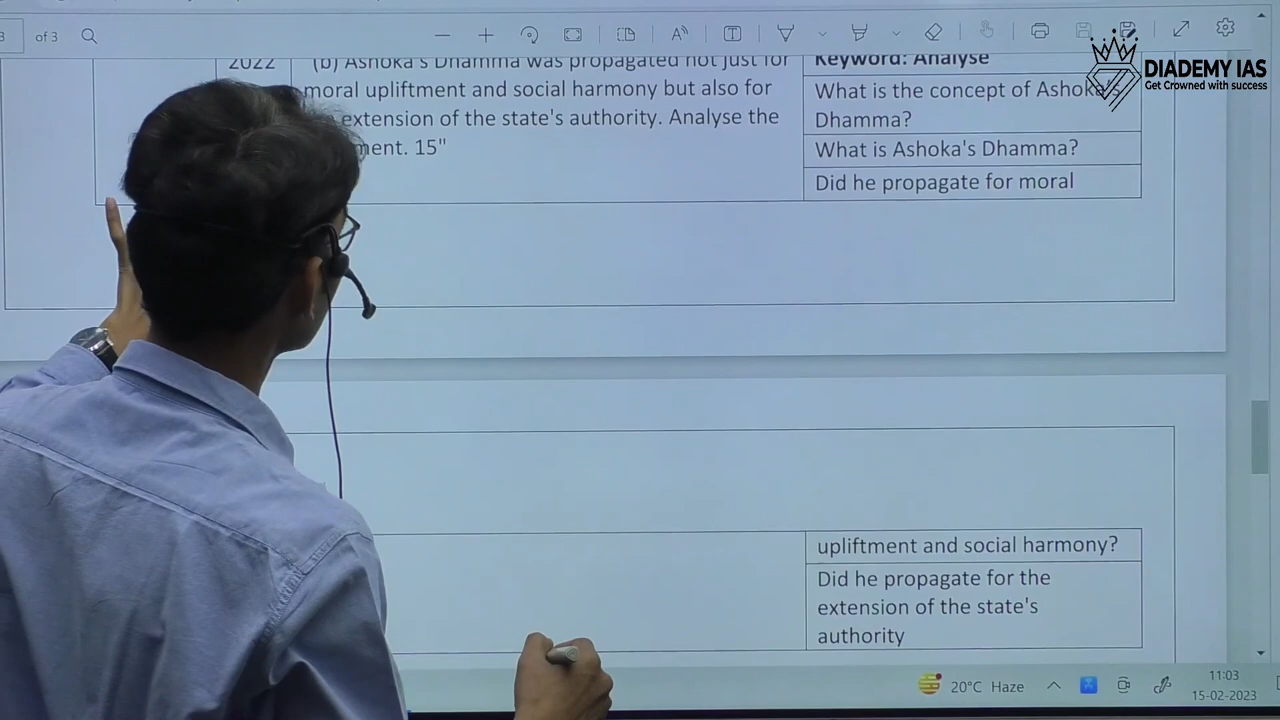 3 of 3
DIADEMY IAS
Get Crowned with success
2022
(b) Ashoka's Dhamma was propagated not just for
moral upliftment and social harmony but also for
extension of the state's authority. Analyse the
ment. 15"
Keyword: Analyse
What is the concept of Ashoka's
Dhamma?
What is Ashoka's Dhamma?
Did he propagate for moral
upliftment and social harmony?
Did he propagate for the
extension of the state's
authority
20°C Haze
11:03
15-02-2023